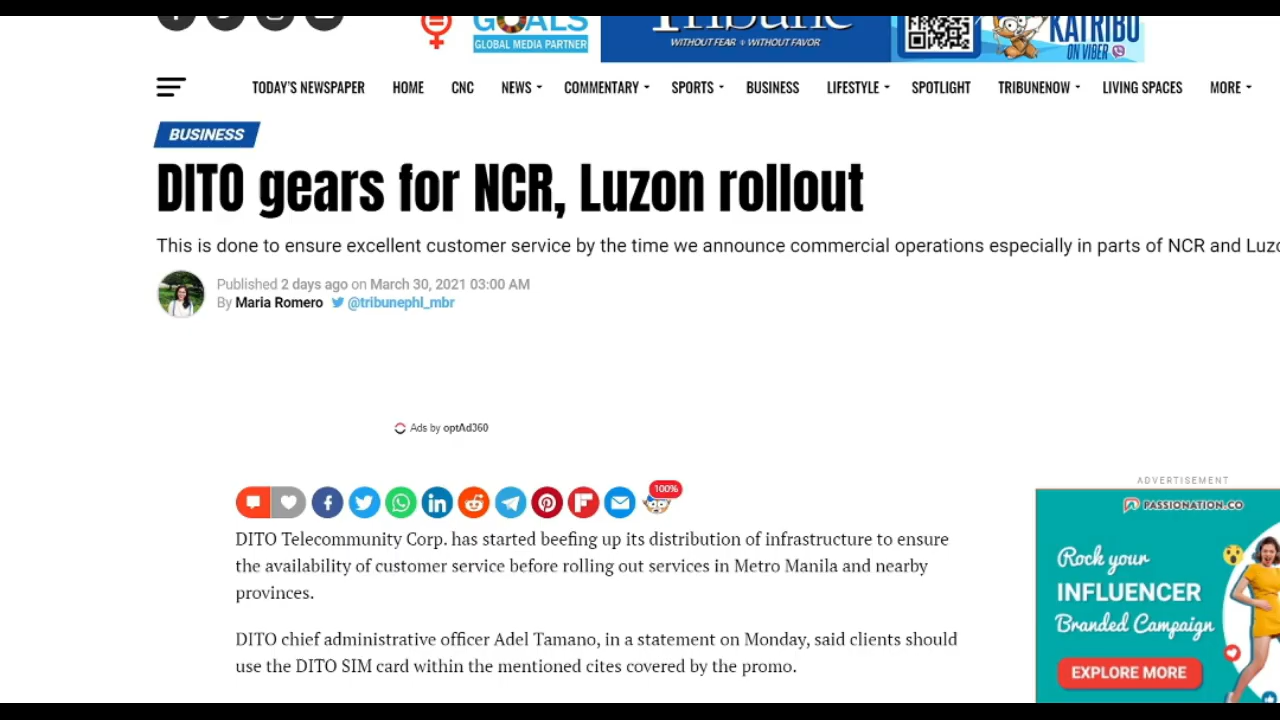 GOALS
GLOBAL MEDIA PARTNER
Tribune
WITHOUT FEAR + WITHOUT FAVOR
KATRIBU
ON VIBER
TODAY'S NEWSPAPER HOME CNC NEWS COMMENTARY SPORTS BUSINESS LIFESTYLE SPOTLIGHT TRIBUNENOW LIVING SPACES MORE
BUSINESS
DITO gears for NCR, Luzon rollout
This is done to ensure excellent customer service by the time we announce commercial operations especially in parts of NCR and Luzo
Published 2 days ago on March 30, 2021 03:00 AM
By Maria Romero @tribunephl_mbr
Ads by optAd360
100%
DITO Telecommunity Corp. has started beefing up its distribution of infrastructure to ensure
the availability of customer service before rolling out services in Metro Manila and nearby
provinces.
DITO chief administrative officer Adel Tamano, in a statement on Monday, said clients should
use the DITO SIM card within the mentioned cites covered by the promo.
ADVERTISEMENT
PASSIONATION.CO
Rock your
INFLUENCER
Branded Campaign
EXPLORE MORE